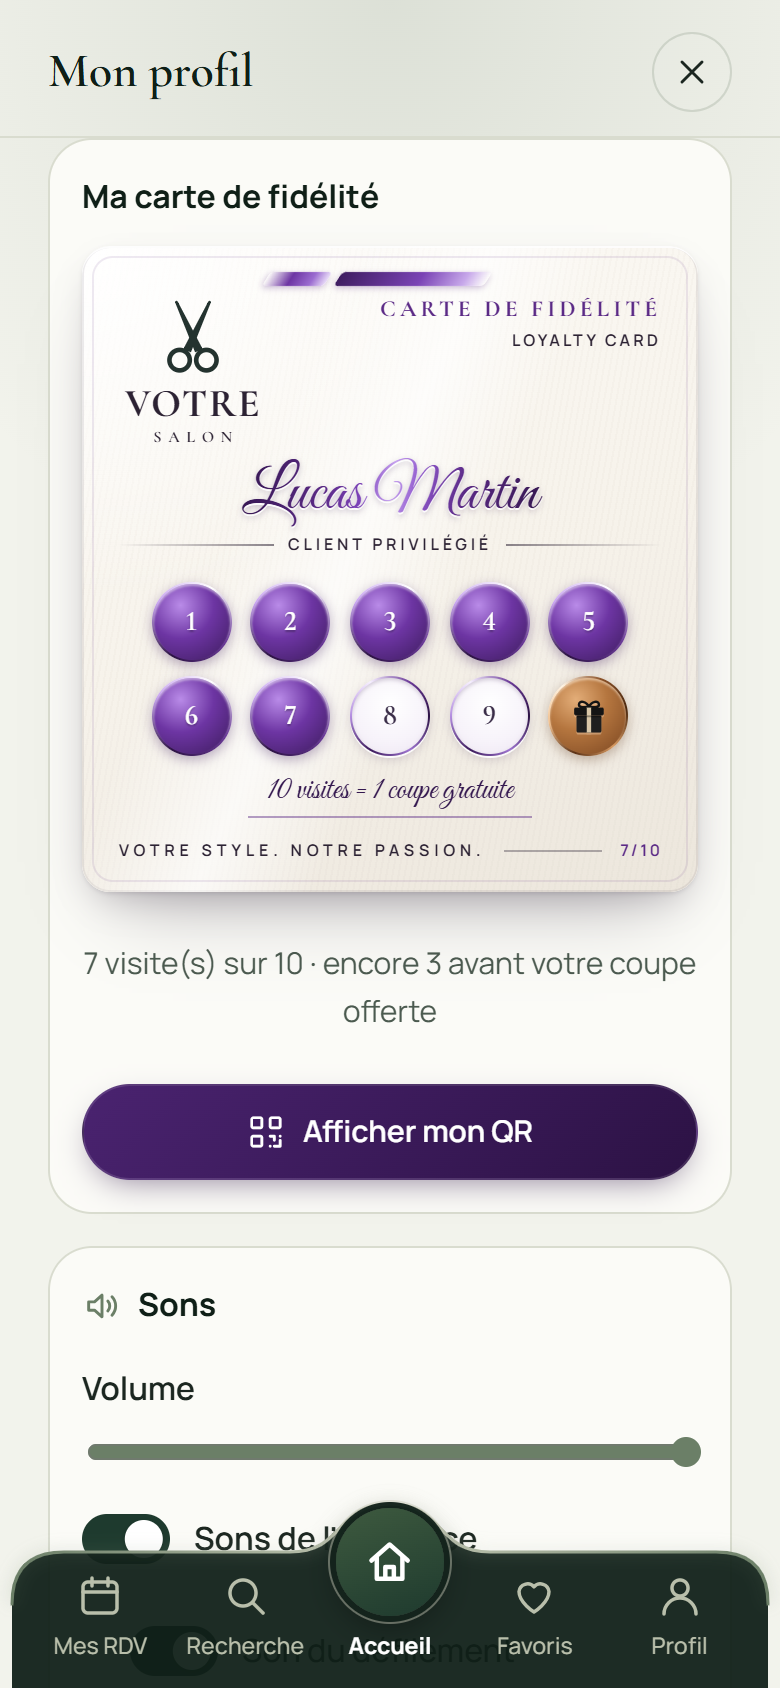 Mon profil
Ma carte de fidélité
CARTE DE FIDÉLITÉ
LOYALTY CARD
VOTRE
SALON
Lucas Martin
CLIENT PRIVILÉGIÉ
1 2 3 4 5
6 7 8 9
10 visites = 1 coupe gratuite
VOTRE STYLE. NOTRE PASSION. 7/10
7 visite(s) sur 10 · encore 3 avant votre coupe
offerte
Afficher mon QR
Sons
Volume
Sons de
Mes RDV Recherche Accueil Favoris Profil